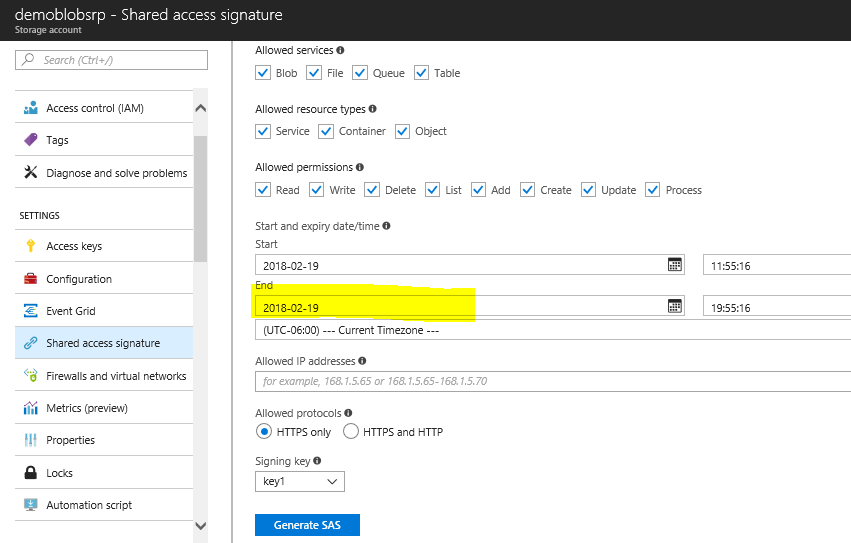 demoblobsrp - Shared access signature
Storage account
Search (Ctrl+/)
Access control (IAM)
Tags
Diagnose and solve problems
SETTINGS
Access keys
Configuration
Event Grid
Shared access signature
Firewalls and virtual networks
Metrics (preview)
Properties
Locks
Automation script
Allowed services
Blob File Queue Table
Allowed resource types
Service Container Object
Allowed permissions
Read Write Delete List Add Create Update Process
Start and expiry date/time
Start
2018-02-19 11:55:16
End
2018-02-19 19:55:16
(UTC-06:00) --- Current Timezone ---
Allowed IP addresses
for example, 168.1.5.65 or 168.1.5.65-168.1.5.70
Allowed protocols
HTTPS only HTTPS and HTTP
Signing key
key1
Generate SAS